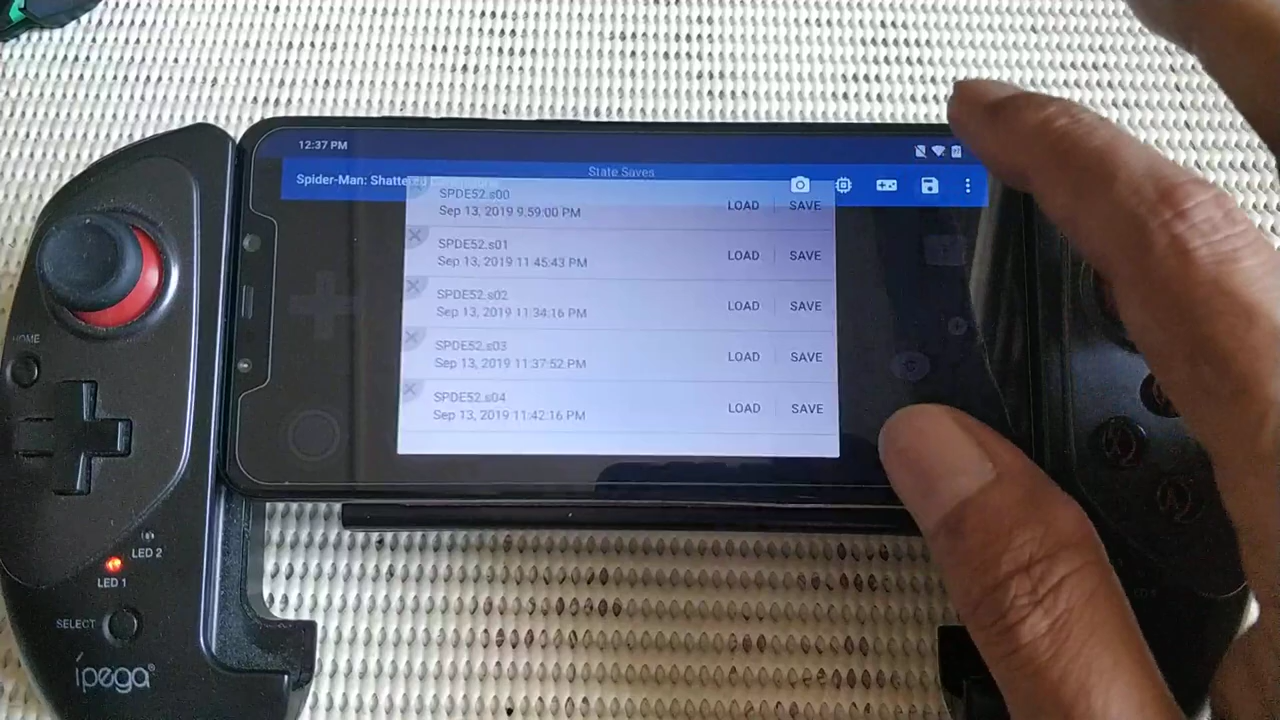 12:37 PM
Spider-Man: Shattered
State Saves
SPDE52.s00
Sep 13, 2019 9:59:00 PM
LOAD
SAVE
SPDE52.s01
Sep 13, 2019 11:45:43 PM
LOAD
SAVE
SPDE52.s02
Sep 13, 2019 11:34:16 PM
LOAD
SAVE
SPDE52.s03
Sep 13, 2019 11:37:52 PM
LOAD
SAVE
SPDE52.s04
Sep 13, 2019 11:42:16 PM
LOAD
SAVE
HOME
LED 2
LED 1
SELECT
ípega®